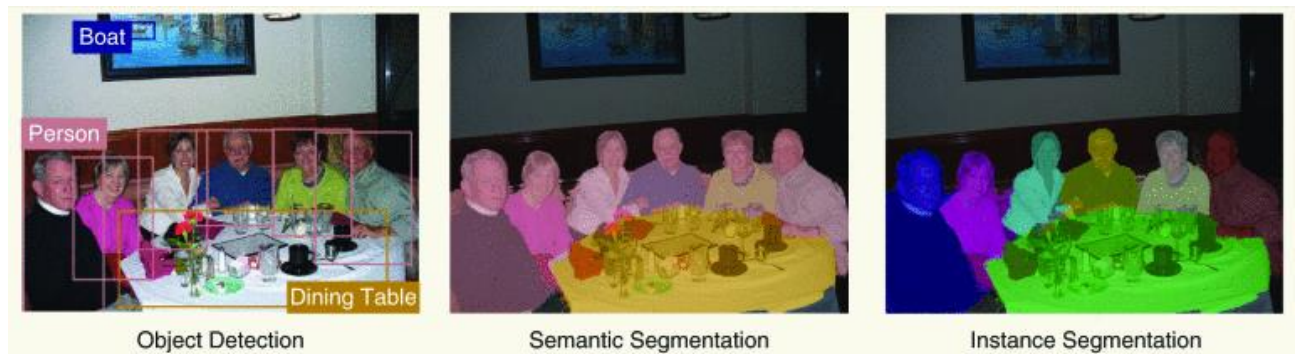 Boat
Person
Dining Table
Object Detection
Semantic Segmentation
Instance Segmentation